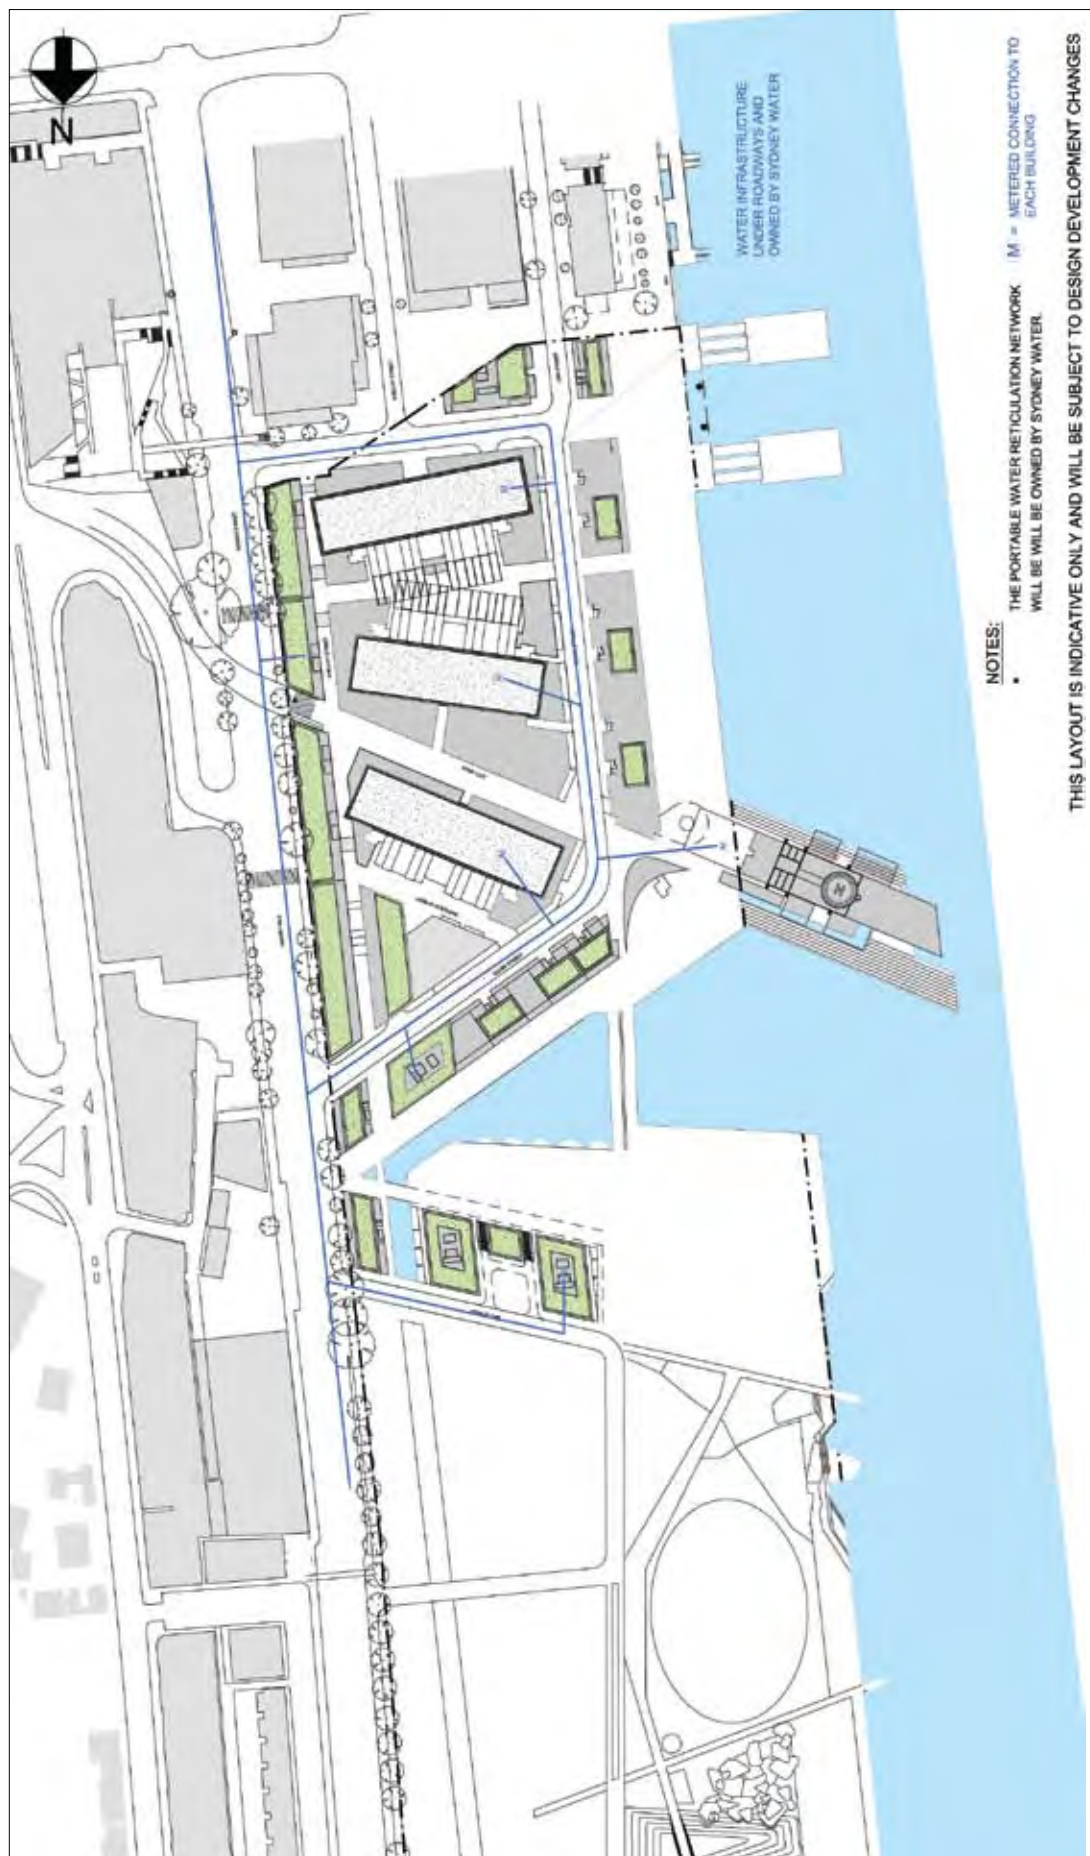 N
WATER INFRASTRUCTURE
UNDER ROADWAYS AND
OWNED BY SYDNEY WATER
NOTES:
• THE PORTABLE WATER RETICULATION NETWORK
WILL BE WILL BE OWNED BY SYDNEY WATER.
M = METERED CONNECTION TO
EACH BUILDING
THIS LAYOUT IS INDICATIVE ONLY AND WILL BE SUBJECT TO DESIGN DEVELOPMENT CHANGES
H